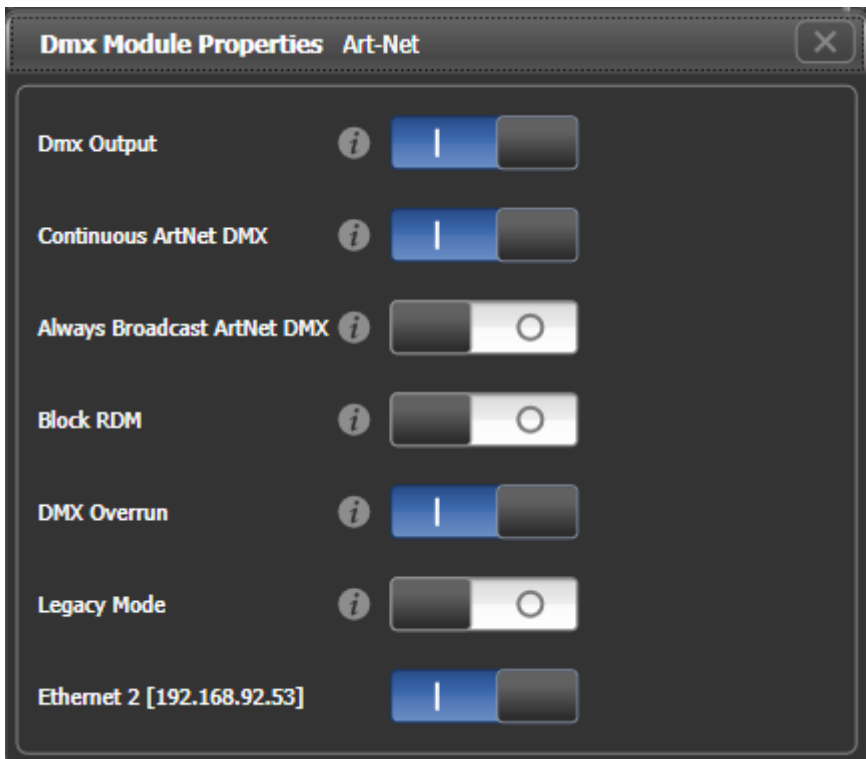 Dmx Module Properties Art-Net
Dmx Output
Continuous ArtNet DMX
Always Broadcast ArtNet DMX
Block RDM
DMX Overrun
Legacy Mode
Ethernet 2 [192.168.92.53]